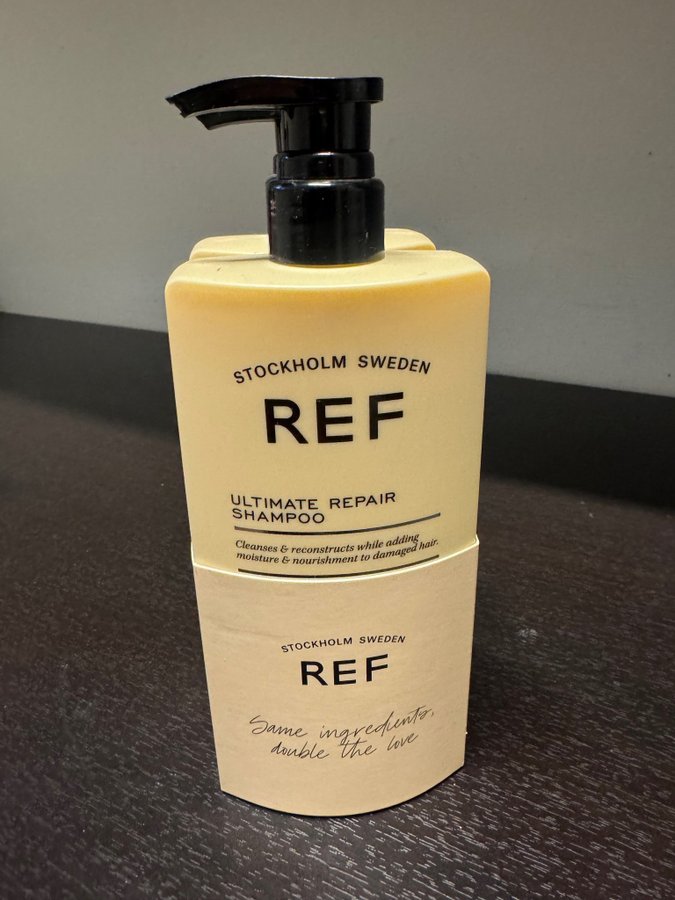 STOCKHOLM SWEDEN
REF
ULTIMATE REPAIR
SHAMPOO
Cleanses & reconstructs while adding
moisture & nourishment to damaged hair.
STOCKHOLM SWEDEN
REF
Same ingredients,
double the love